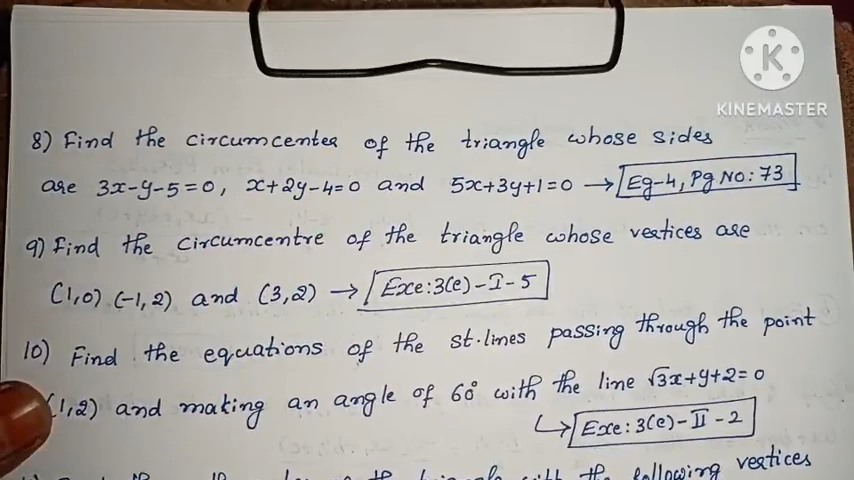 K
KINEMASTER
8) Find the circumcenter of the triangle whose sides
are 3x-y-5=0, x+2y-4=0 and 5x+3y+1=0 → Eg-4, Pg No: 73
9) Find the circumcentre of the triangle whose vertices are
(1,0) (-1,2) and (3,2) → Exe: 3(e)-I-5
10) Find the equations of the st.lines passing through the point
(1,2) and making an angle of 60° with the line √3x+y+2=0
↳ Exe: 3(e)-II-2
the following vertices